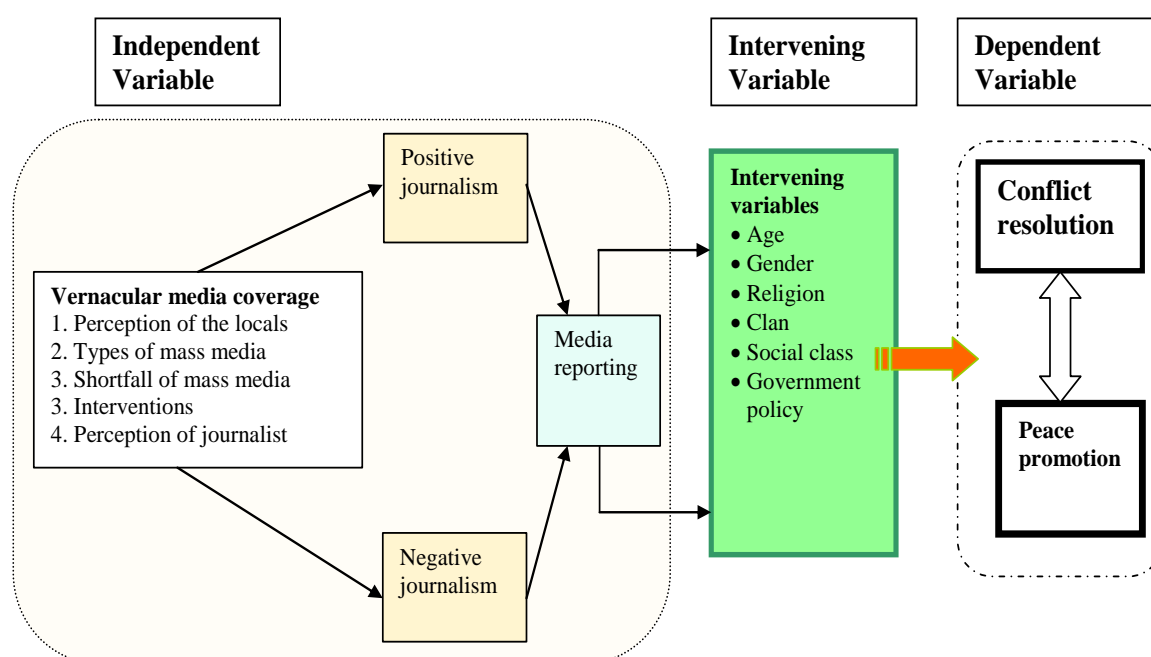 Independent
Variable
Intervening
Variable
Dependent
Variable
Positive
journalism
Vernacular media coverage
1. Perception of the locals
2. Types of mass media
3. Shortfall of mass media
3. Interventions
4. Perception of journalist
Media
reporting
Negative
journalism
Intervening
variables
• Age
• Gender
• Religion
• Clan
• Social class
• Government
policy
Conflict
resolution
Peace
promotion